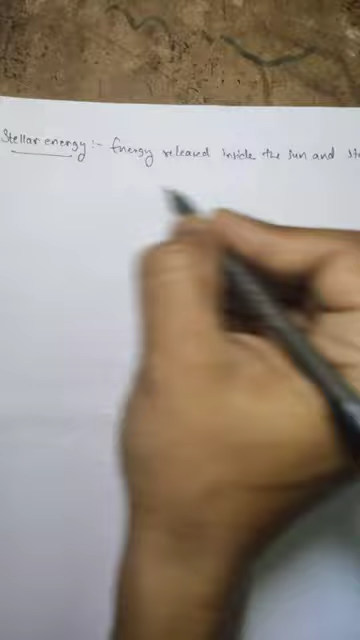 Stellar energy :- Energy released inside the sun and